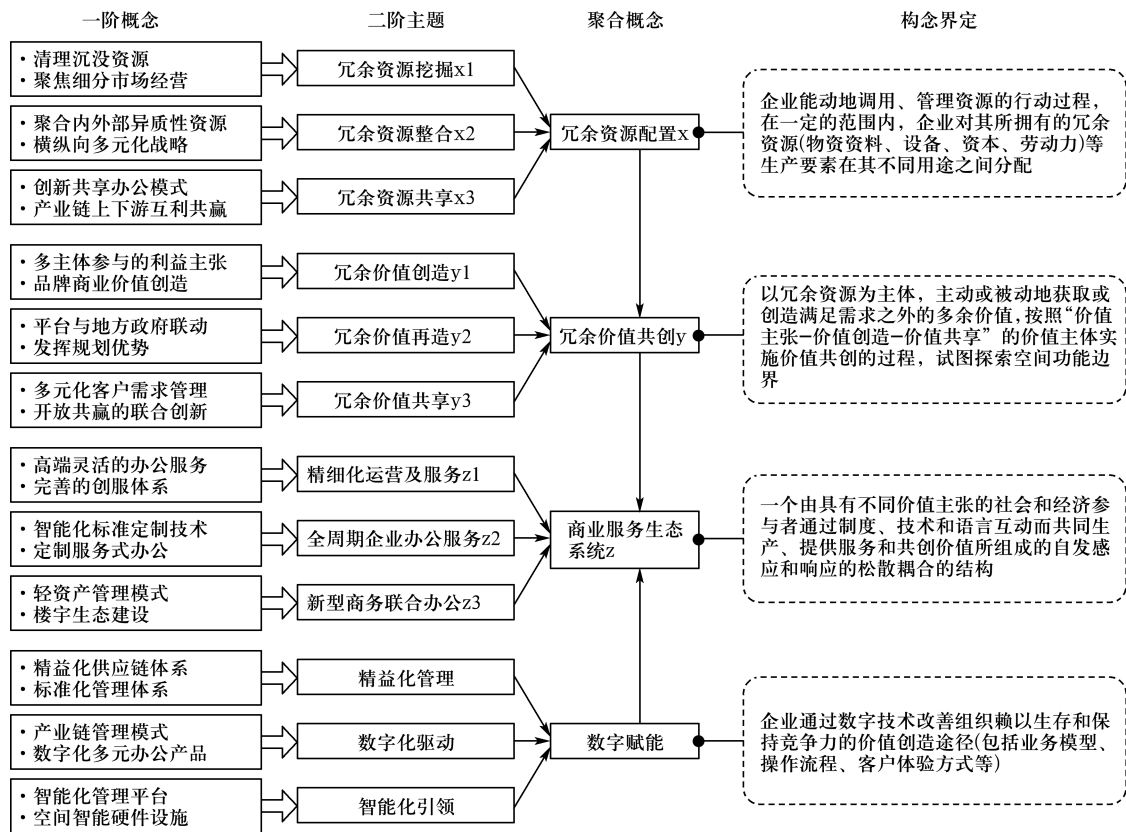 一阶概念
二阶主题
聚合概念
构念界定
· 清理沉没资源
· 聚焦细分市场经营
冗余资源挖掘x1
· 聚合内外部异质性资源
· 横纵向多元化战略
冗余资源整合x2
· 创新共享办公模式
· 产业链上下游互利共赢
冗余资源共享x3
冗余资源配置x
企业能动地调用、管理资源的行动过程，
在一定的范围内，企业对其所拥有的冗余
资源(物资资料、设备、资本、劳动力)等
生产要素在其不同用途之间分配
· 多主体参与的利益主张
· 品牌商业价值创造
冗余价值创造y1
· 平台与地方政府联动
· 发挥规划优势
冗余价值再造y2
· 多元化客户需求管理
· 开放共赢的联合创新
冗余价值共享y3
冗余价值共创y
以冗余资源为主体，主动或被动地获取或
创造满足需求之外的多余价值,按照“价值
主张−价值创造−价值共享”的价值主体实
施价值共创的过程，试图探索空间功能边
界
· 高端灵活的办公服务
· 完善的创服体系
精细化运营及服务z1
· 智能化标准定制技术
· 定制服务式办公
全周期企业办公服务z2
· 轻资产管理模式
· 楼宇生态建设
新型商务联合办公z3
商业服务生态
系统z
一个由具有不同价值主张的社会和经济参
与者通过制度、技术和语言互动而共同生
产、提供服务和共创价值所组成的自发感
应和响应的松散耦合的结构
· 精益化供应链体系
· 标准化管理体系
精益化管理
· 产业链管理模式
· 数字化多元办公产品
数字化驱动
· 智能化管理平台
· 空间智能硬件设施
智能化引领
数字赋能
企业通过数字技术改善组织赖以生存和保
持竞争力的价值创造途径(包括业务模型、
操作流程、客户体验方式等)